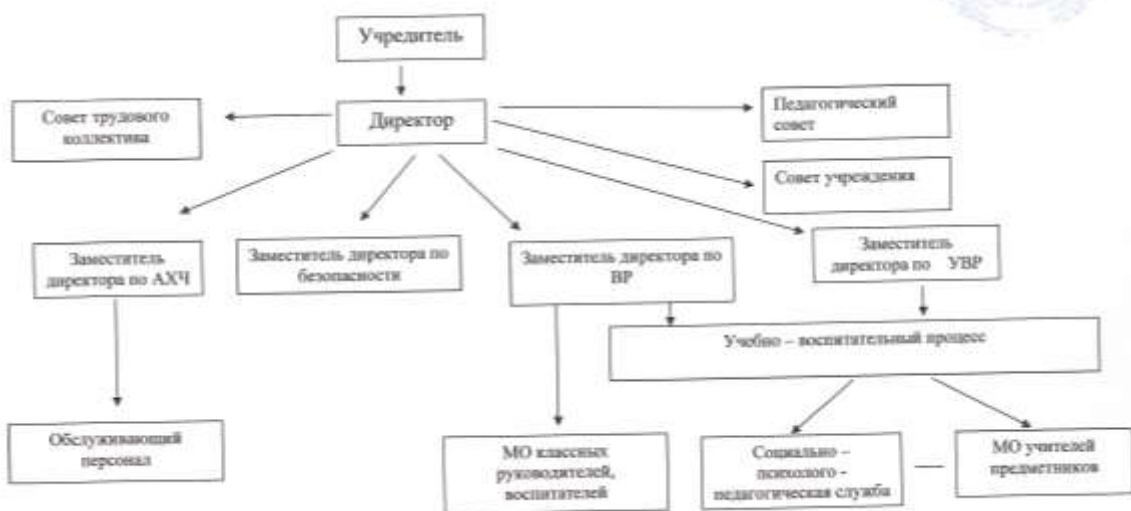 Учредитель
Совет трудового
коллектива
Директор
Педагогический
совет
Совет учреждения
Заместитель
директора по АХЧ
Заместитель директора по
безопасности
Заместитель директора по
ВР
Заместитель
директора по УВР
Учебно – воспитательный процесс
Обслуживающий
персонал
МО классных
руководителей,
воспитателей
Социально –
психолого -
педагогическая служба
МО учителей
предметников